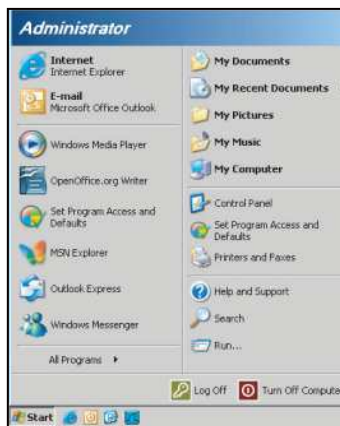 Administrator
Internet
Internet Explorer
E-mail
Microsoft Office Outlook
Windows Media Player
OpenOffice.org Writer
Set Program Access and
Defaults
MSN Explorer
Outlook Express
Windows Messenger
All Programs
My Documents
My Recent Documents
My Pictures
My Music
My Computer
Control Panel
Set Program Access and
Defaults
Printers and Faxes
Help and Support
Search
Run...
Log Off
Turn Off Compute
Start